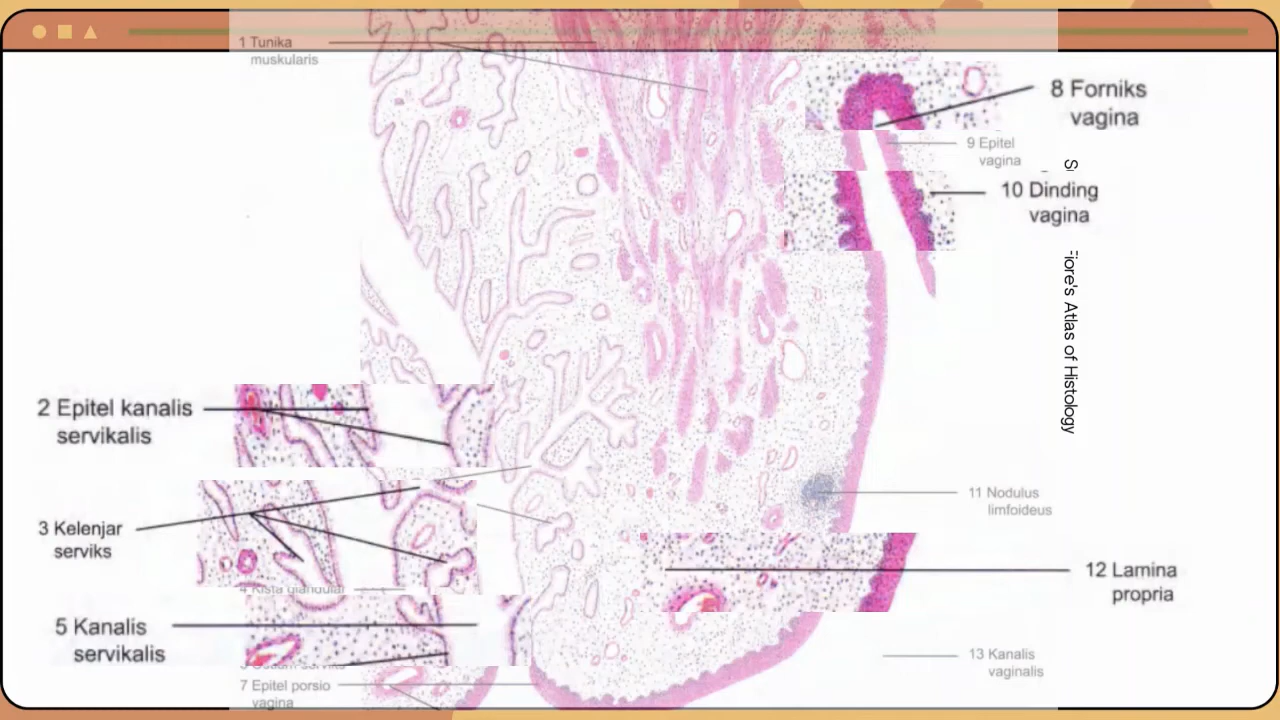 1 Tunika
muskularis
2 Epitel kanalis
servikalis
3 Kelenjar
serviks
4 Kista glandular
5 Kanalis
servikalis
7 Epitel porsio
vagina
8 Forniks
vagina
9 Epitel
vagina
10 Dinding
vagina
11 Nodulus
limfoideus
12 Lamina
propria
13 Kanalis
vaginalis
Fiore's Atlas of Histology